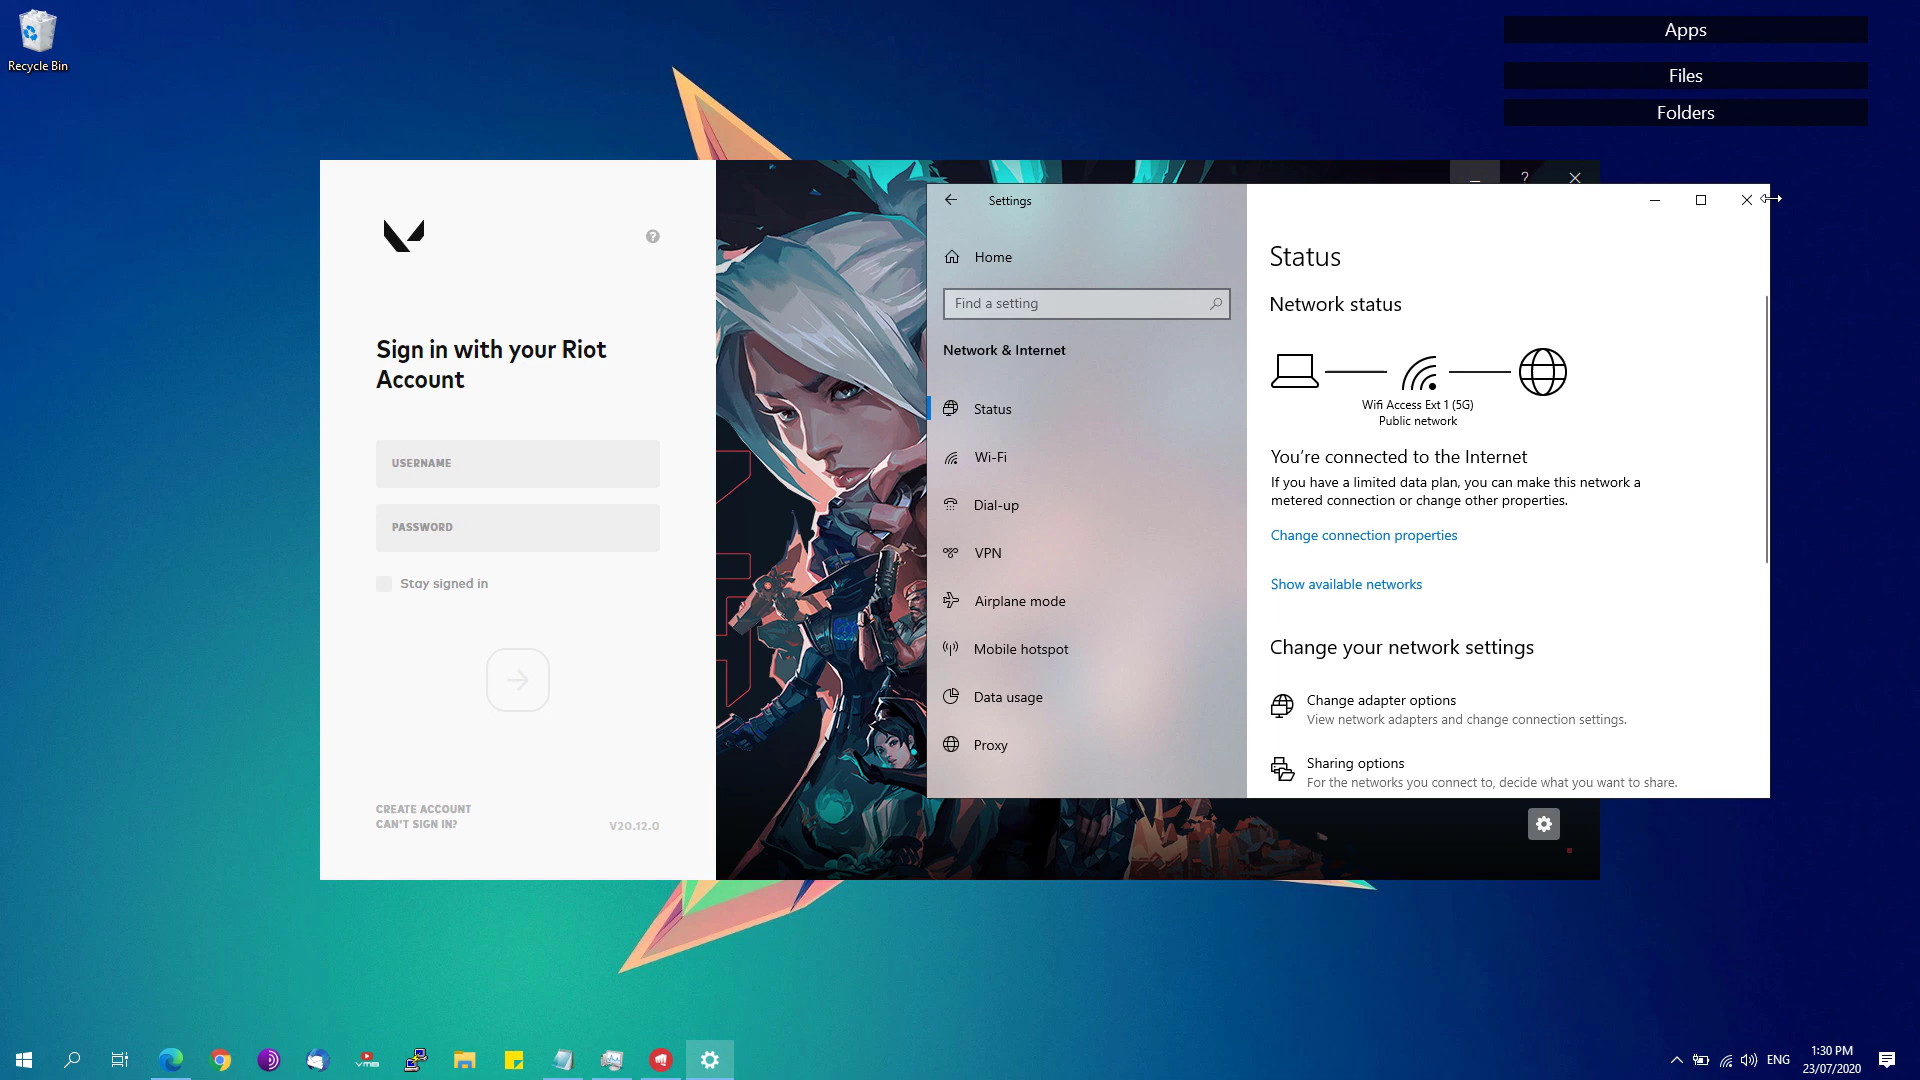 Recycle Bin
Apps
Files
Folders
Sign in with your Riot
Account
USERNAME
PASSWORD
Stay signed in
CREATE ACCOUNT
CAN'T SIGN IN?
V20.12.0
?
Settings
Home
Find a setting
Network & Internet
Status
Wi-Fi
Dial-up
VPN
Airplane mode
Mobile hotspot
Data usage
Proxy
Status
Network status
Wifi Access Ext 1 (5G)
Public network
You're connected to the Internet
If you have a limited data plan, you can make this network a
metered connection or change other properties.
Change connection properties
Show available networks
Change your network settings
Change adapter options
View network adapters and change connection settings.
Sharing options
For the networks you connect to, decide what you want to share.
ENG
1:30 PM
23/07/2020